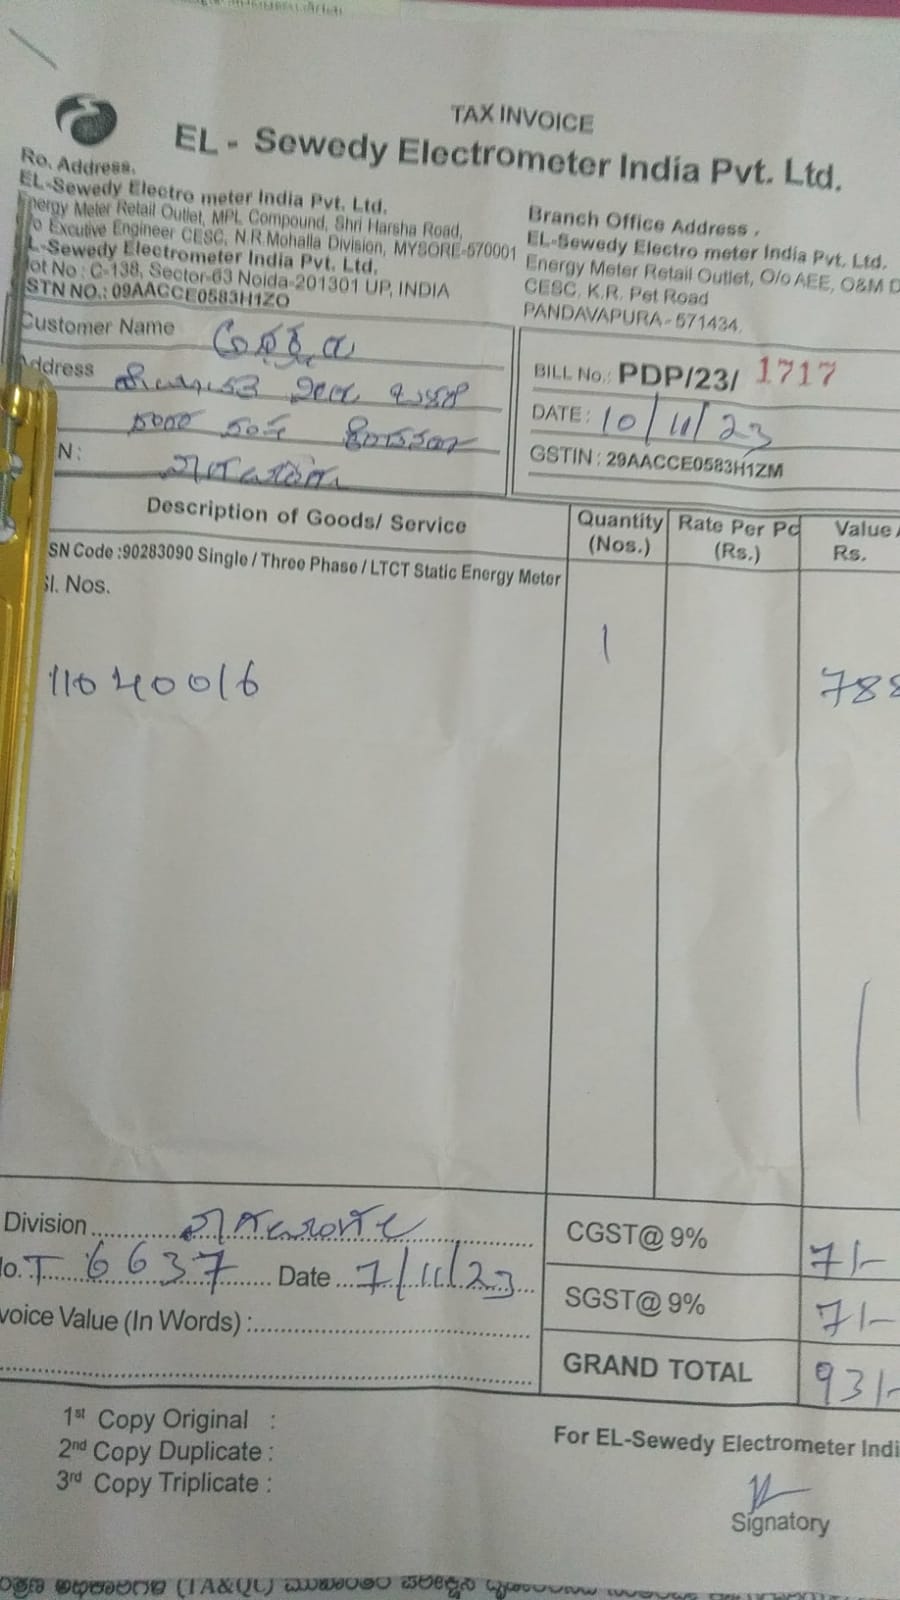 TAX INVOICE
EL - Sewedy Electrometer India Pvt. Ltd.
Ro. Address.
EL-Sewedy Electro meter India Pvt. Ltd.
nergy Meter Retail Outlet, MPL Compound, Shri Harsha Road,
/o Excutive Engineer CESC, N.R.Mohalla Division, MYSORE-570001
L-Sewedy Electrometer India Pvt. Ltd.
lot No : C-138, Sector-63 Noida-201301 UP, INDIA
STN NO.: 09AACCE0583H1ZO
Branch Office Address .
EL-Sewedy Electro meter India Pvt. Ltd.
Energy Meter Retail Outlet, O/o AEE, O&M D
CESC, K.R. Pet Road
PANDAVAPURA - 571434.
Customer Name
Address
N :
BILL No.: PDP/23/ 1717
DATE : 10/11/23
GSTIN : 29AACCE0583H1ZM
Description of Goods/ Service Quantity (Nos.) Rate Per Pc (Rs.) Value Rs.
SN Code :90283090 Single / Three Phase / LTCT Static Energy Meter
Sl. Nos.
1
11040016 788
Division
CGST@ 9% 71-
o. T 6637 Date 7/11/23
SGST@ 9% 71-
voice Value (In Words) :
GRAND TOTAL 931-
1st Copy Original :
2nd Copy Duplicate :
3rd Copy Triplicate :
For EL-Sewedy Electrometer Indi
Signatory